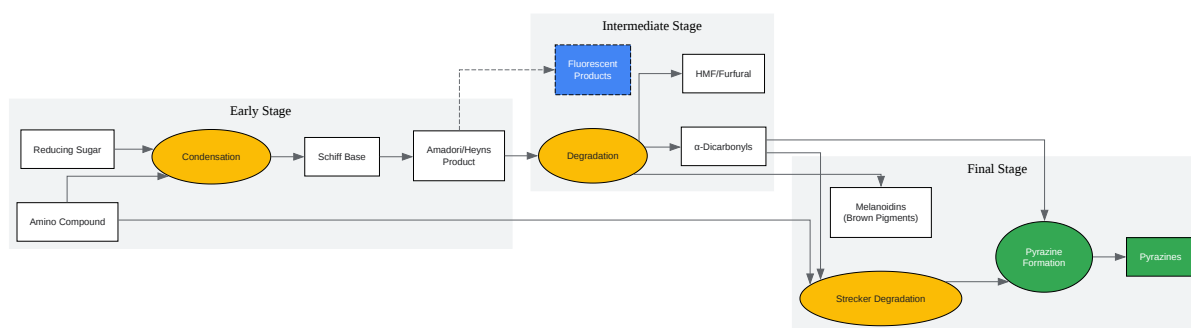 Intermediate Stage
Fluorescent
Products
HMF/Furfural
Early Stage
Reducing Sugar
Condensation
Schiff Base
Amadori/Heyns
Product
Degradation
α-Dicarbonyls
Final Stage
Amino Compound
Melanoidins
(Brown Pigments)
Pyrazine
Formation
Pyrazines
Strecker Degradation